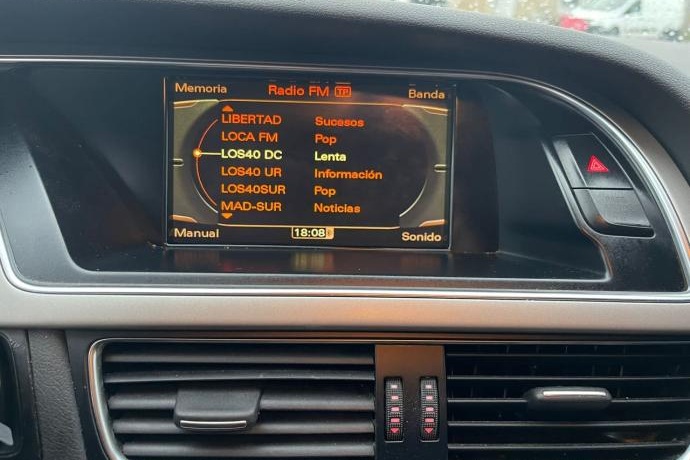 Memoria Radio FM TP Banda
LIBERTAD Sucesos
LOCA FM Pop
LOS40 DC Lenta
LOS40 UR Información
LOS40SUR Pop
MAD-SUR Noticias
Manual 18:08 Sonido